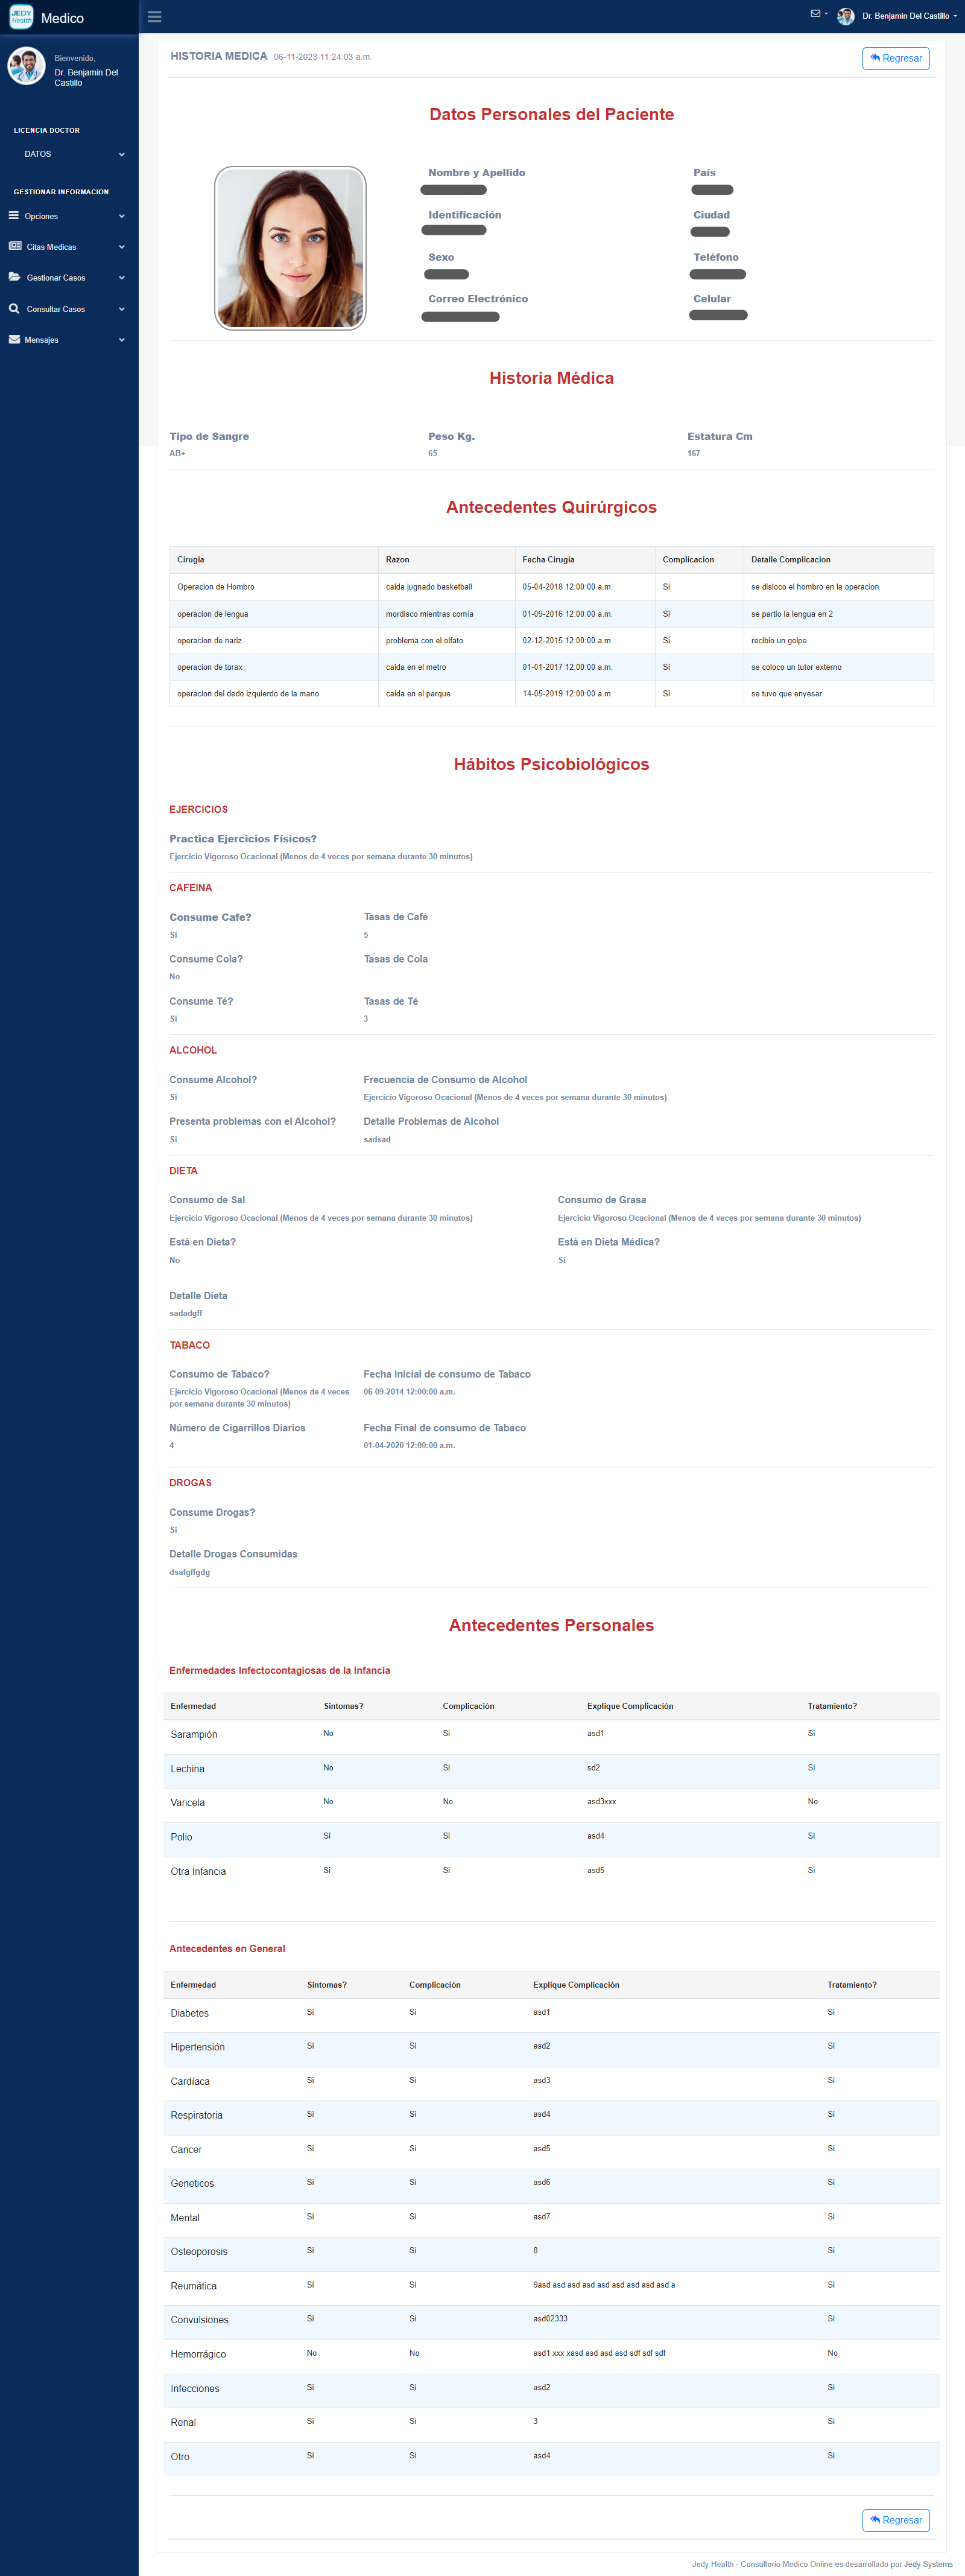 JEDY Health Medico
Dr. Benjamin Del Castillo
Bienvenido,
Dr. Benjamin Del
Castillo
LICENCIA DOCTOR
DATOS
GESTIONAR INFORMACION
Opciones
Citas Medicas
Gestionar Casos
Consultar Casos
Mensajes
HISTORIA MEDICA 06-11-2023 11:24:03 a.m.
Regresar
Datos Personales del Paciente
Nombre y Apellido País
Identificación Ciudad
Sexo Teléfono
Correo Electrónico Celular
Historia Médica
Tipo de Sangre Peso Kg. Estatura Cm
AB+ 65 167
Antecedentes Quirúrgicos
Cirugia Razon Fecha Cirugia Complicacion Detalle Complicacion
Operacion de Hombro caida jugnado basketball 05-04-2018 12:00:00 a.m. Si se disloco el hombro en la operacion
operacion de lengua mordisco mientras comía 01-09-2016 12:00:00 a.m. Si se partio la lengua en 2
operacion de nariz problema con el olfato 02-12-2015 12:00:00 a.m. Si recibio un golpe
operacion de torax caida en el metro 01-01-2017 12:00:00 a.m. Si se coloco un tutor externo
operacion del dedo izquierdo de la mano caida en el parque 14-05-2019 12:00:00 a.m. Si se tuvo que enyesar
Hábitos Psicobiológicos
EJERCICIOS
Practica Ejercicios Físicos?
Ejercicio Vigoroso Ocacional (Menos de 4 veces por semana durante 30 minutos)
CAFEINA
Consume Cafe? Tasas de Café
Si 5
Consume Cola? Tasas de Cola
No
Consume Té? Tasas de Té
Si 3
ALCOHOL
Consume Alcohol? Frecuencia de Consumo de Alcohol
Si Ejercicio Vigoroso Ocacional (Menos de 4 veces por semana durante 30 minutos)
Presenta problemas con el Alcohol? Detalle Problemas de Alcohol
Si sadsad
DIETA
Consumo de Sal Consumo de Grasa
Ejercicio Vigoroso Ocacional (Menos de 4 veces por semana durante 30 minutos) Ejercicio Vigoroso Ocacional (Menos de 4 veces por semana durante 30 minutos)
Está en Dieta? Está en Dieta Médica?
No Si
Detalle Dieta
sadadgff
TABACO
Consumo de Tabaco? Fecha Inicial de consumo de Tabaco
Ejercicio Vigoroso Ocacional (Menos de 4 veces 06-09-2014 12:00:00 a.m.
por semana durante 30 minutos)
Número de Cigarrillos Diarios Fecha Final de consumo de Tabaco
4 01-04-2020 12:00:00 a.m.
DROGAS
Consume Drogas?
Si
Detalle Drogas Consumidas
dsafgffgdg
Antecedentes Personales
Enfermedades Infectocontagiosas de la Infancia
Enfermedad Sintomas? Complicación Explique Complicación Tratamiento?
Sarampión No Si asd1 Si
Lechina No Si sd2 Si
Varicela No No asd3xxx No
Polio Si Si asd4 Si
Otra Infancia Si Si asd5 Si
Antecedentes en General
Enfermedad Sintomas? Complicación Explique Complicación Tratamiento?
Diabetes Si Si asd1 Si
Hipertensión Si Si asd2 Si
Cardíaca Si Si asd3 Si
Respiratoria Si Si asd4 Si
Cancer Si Si asd5 Si
Geneticos Si Si asd6 Si
Mental Si Si asd7 Si
Osteoporosis Si Si 8 Si
Reumática Si Si 9asd asd asd asd asd asd asd asd asd a Si
Convulsiones Si Si asd02333 Si
Hemorrágico No No asd1 xxx xasd asd asd asd sdf sdf sdf No
Infecciones Si Si asd2 Si
Renal Si Si 3 Si
Otro Si Si asd4 Si
Regresar
Jedy Health - Consultorio Medico Online es desarrollado por Jedy Systems